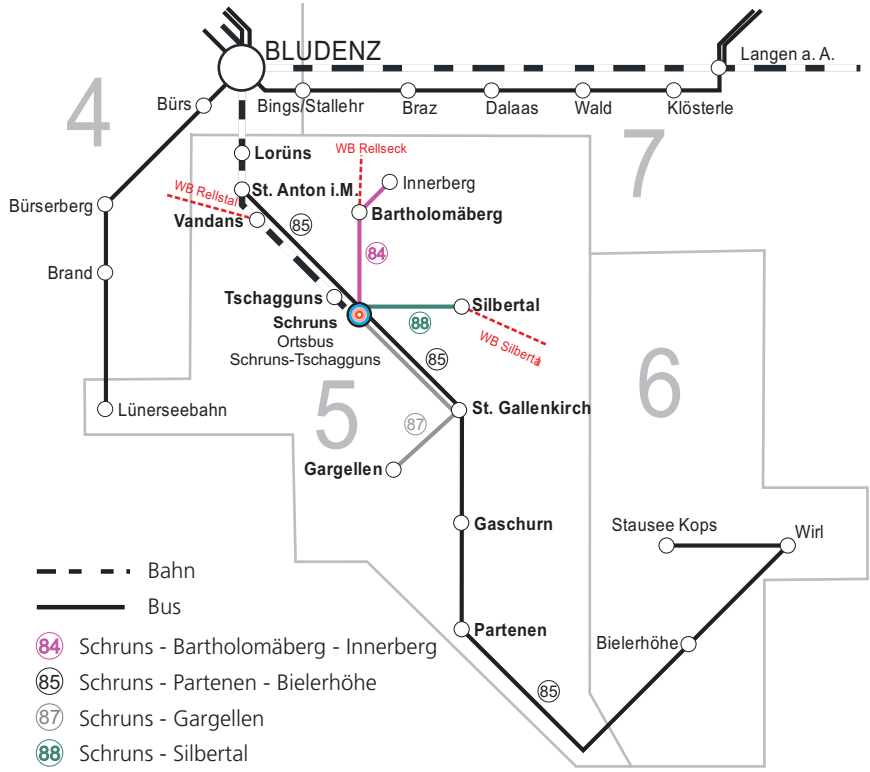 BLUDENZ
Langen a. A.
4
Bürs
Bings/Stallehr
Braz
Dalaas
Wald
Klösterle
7
Lorüns
WB Rellseck
WB Rellstal
St. Anton i.M.
Innerberg
Bürserberg
Vandans
85
Bartholomäberg
84
Brand
Tschagguns
Silbertal
Schruns
88
WB Silberta
Ortsbus
Schruns-Tschagguns
85
5
6
Lünerseebahn
St. Gallenkirch
87
Gargellen
Gaschurn
Stausee Kops
Wirl
Partenen
Bielerhöhe
85
Bahn
Bus
84 Schruns - Bartholomäberg - Innerberg
85 Schruns - Partenen - Bielerhöhe
87 Schruns - Gargellen
88 Schruns - Silbertal